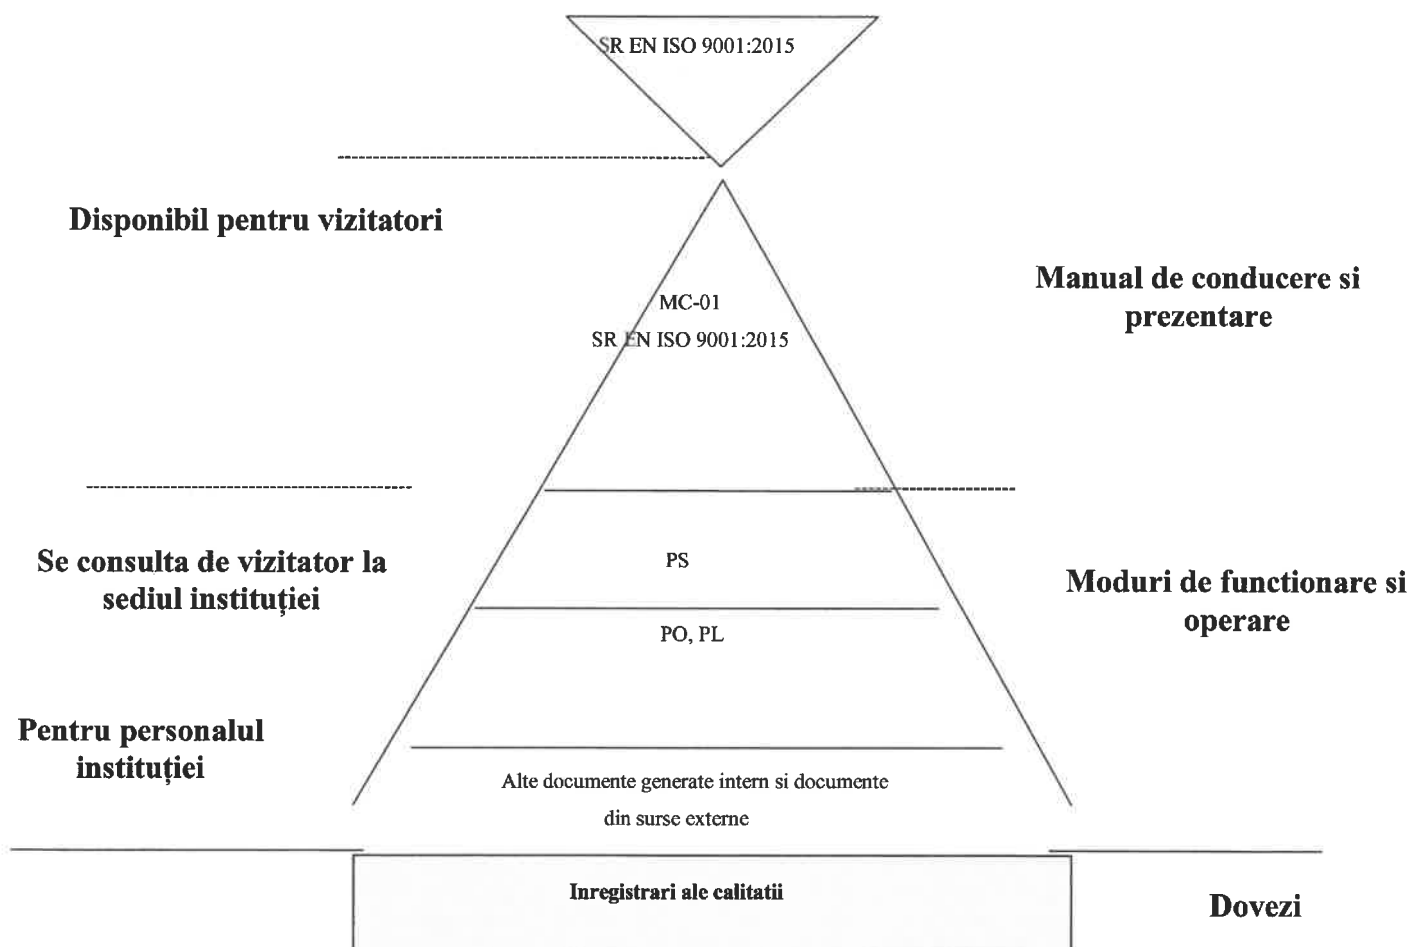 SR EN ISO 9001:2015
Disponibil pentru vizitatori
Manual de conducere si
prezentare
MC-01
SR EN ISO 9001:2015
Se consulta de vizitator la
sediul instituției
PS
Moduri de functionare si
operare
PO, PL
Pentru personalul
instituției
Alte documente generate intern si documente
din surse externe
Inregistrari ale calitatii
Dovezi